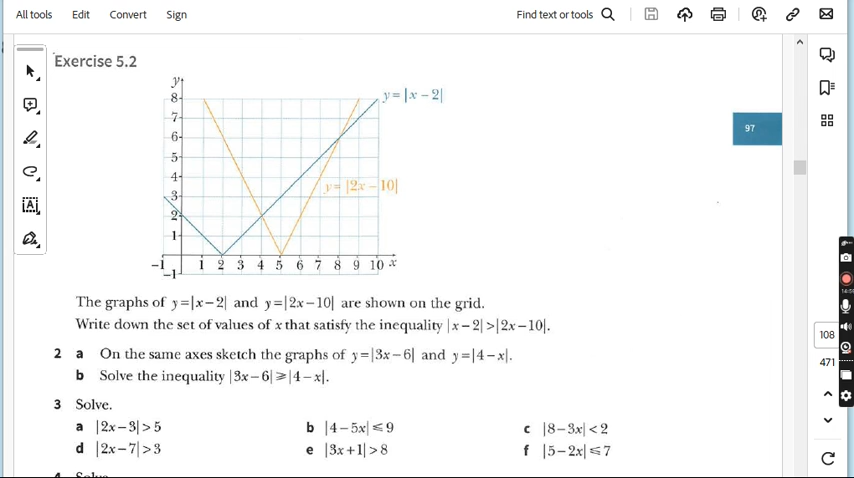 All tools Edit Convert Sign Find text or tools
Exercise 5.2
y
8
7
6
5
4
3
2
1
−1 1 2 3 4 5 6 7 8 9 10 x
−1
y = |x − 2|
y = |2x − 10|
97
The graphs of y=|x−2| and y=|2x−10| are shown on the grid.
Write down the set of values of x that satisfy the inequality |x−2|>|2x−10|.
2 a On the same axes sketch the graphs of y=|3x−6| and y=|4−x|.
b Solve the inequality |3x−6|⩾|4−x|.
3 Solve.
a |2x−3|>5 b |4−5x|⩽9 c |8−3x|<2
d |2x−7|>3 e |3x+1|>8 f |5−2x|⩽7
4 Solve
108
471